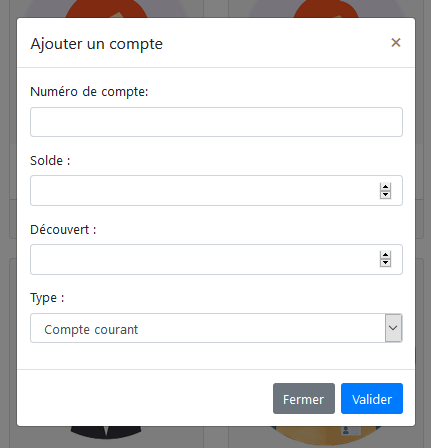 Ajouter un compte ×
Numéro de compte:
Solde :
Découvert :
Type :
Compte courant
Fermer Valider